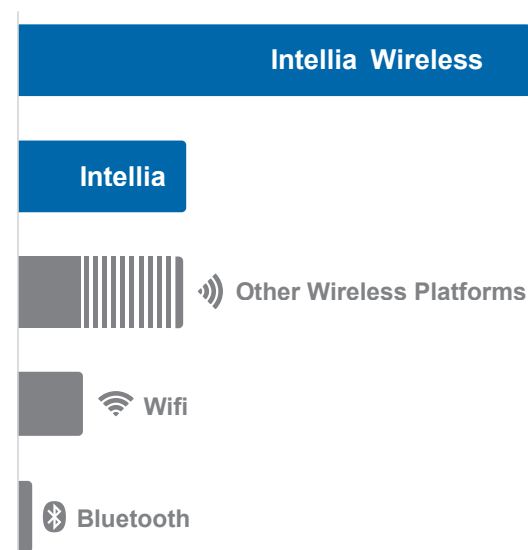 Intellia Wireless
Intellia
Other Wireless Platforms
Wifi
Bluetooth